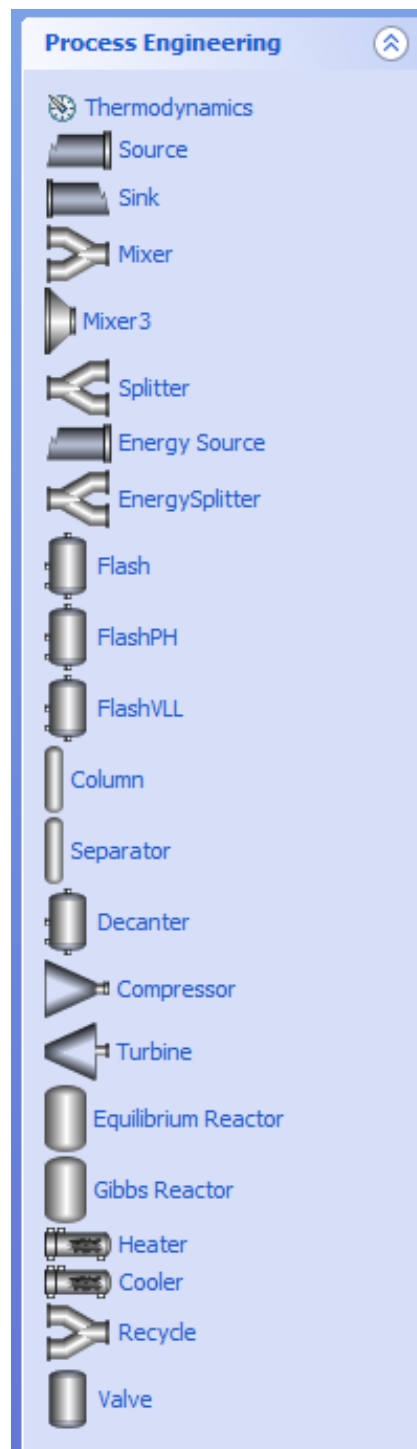 Process Engineering
Thermodynamics
Source
Sink
Mixer
Mixer3
Splitter
Energy Source
EnergySplitter
Flash
FlashPH
FlashVLL
Column
Separator
Decanter
Compressor
Turbine
Equilibrium Reactor
Gibbs Reactor
Heater
Cooler
Recycle
Valve